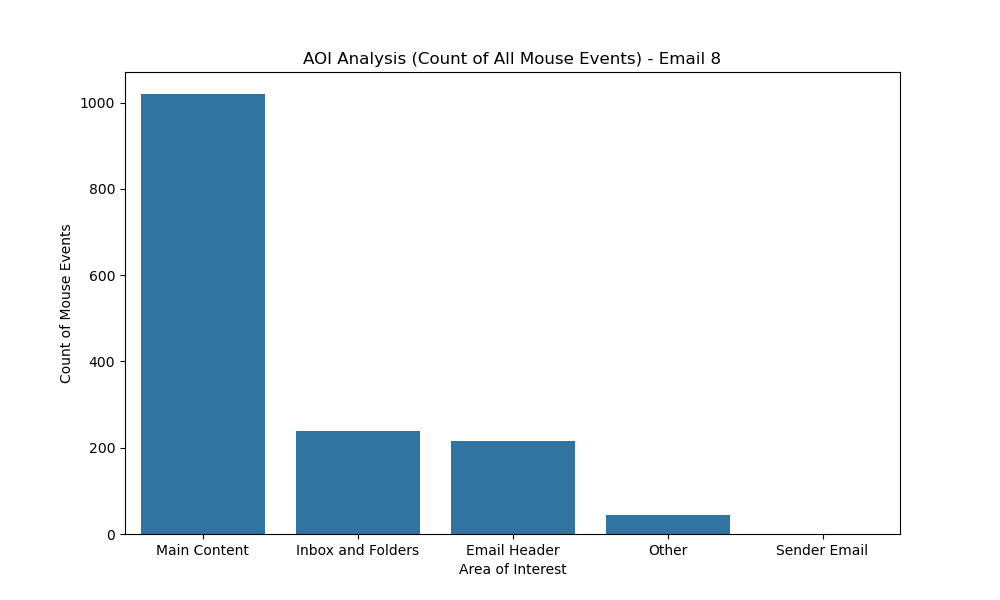 AOI Analysis (Count of All Mouse Events) - Email 8
Count of Mouse Events
1000
800
600
400
200
0
Main Content
Inbox and Folders
Email Header
Other
Sender Email
Area of Interest